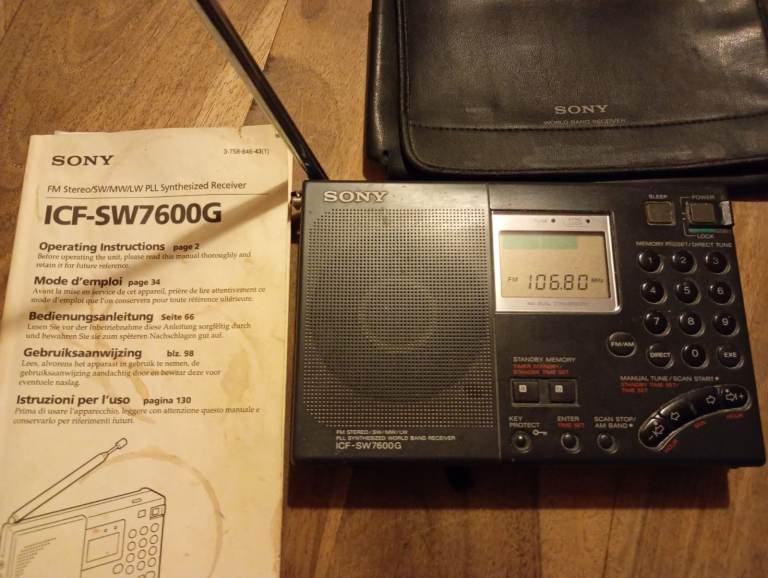 SONY
WORLD BAND RECEIVER
SONY
3-758-646-43(1)
FM Stereo/SW/MW/LW PLL Synthesized Receiver
ICF-SW7600G
Operating Instructions page 2
Before operating the unit, please read this manual thoroughly and
retain it for future reference.
Mode d'emploi page 34
Avant la mise en service de cet appareil, prière de lire attentivement ce
mode d'emploi que l'on conservera pour toute référence ultérieure.
Bedienungsanleitung Seite 66
Lesen Sie vor der Inbetriebnahme diese Anleitung sorgfältig durch
und bewahren Sie sie zum späteren Nachschlagen gut auf.
Gebruiksaanwijzing blz. 98
Lees, alvorens het apparaat in gebruik te nemen, de
gebruiksaanwijzing aandachtig door en bewaar deze voor
eventuele naslag.
Istruzioni per l'uso pagina 130
Prima di usare l'apparecchio, leggere con attenzione questo manuale e
conservarlo per riferimenti futuri.
SONY
FM STEREO/SW/MW/LW
PLL SYNTHESIZED WORLD BAND RECEIVER
ICF-SW7600G
FM 106.80 MHz
SLEEP
POWER
LOCK
MEMORY PRESET/DIRECT TUNE
1 2 3
4 5 6
7 8 9
FM/AM
DIRECT 0 EXE
STANDBY MEMORY
TIMER STANDBY/
STANDBY TIME SET
MANUAL TUNE/SCAN START
STANDBY TIME SET/
TIME SET
KEY
PROTECT
ENTER
TIME SET
SCAN STOP/
AM BAND
HOUR
MIN
HOUR